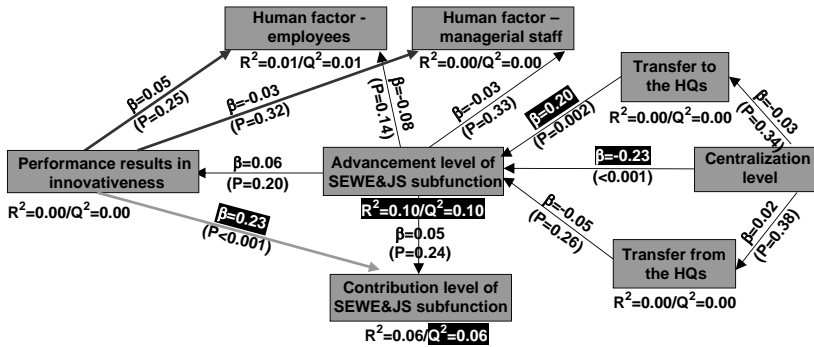 Human factor -
employees
R²=0.01/Q²=0.01
Human factor –
managerial staff
R²=0.00/Q²=0.00
Transfer to
the HQs
R²=0.00/Q²=0.00
β=0.05
(P=0.25)
β=-0.03
(P=0.32)
β=-0.08
(P=0.14)
β=-0.03
(P=0.33)
β=0.20
(P=0.002)
β=-0.03
(P=0.34)
Performance results in
innovativeness
R²=0.00/Q²=0.00
β=0.06
(P=0.20)
Advancement level of
SEWE&JS subfunction
R²=0.10/Q²=0.10
β=-0.23
(<0.001)
Centralization
level
β=0.23
(P<0.001)
β=0.05
(P=0.24)
β=-0.05
(P=0.26)
β=0.02
(P=0.38)
Transfer from
the HQs
R²=0.00/Q²=0.00
Contribution level of
SEWE&JS subfunction
R²=0.06/Q²=0.06